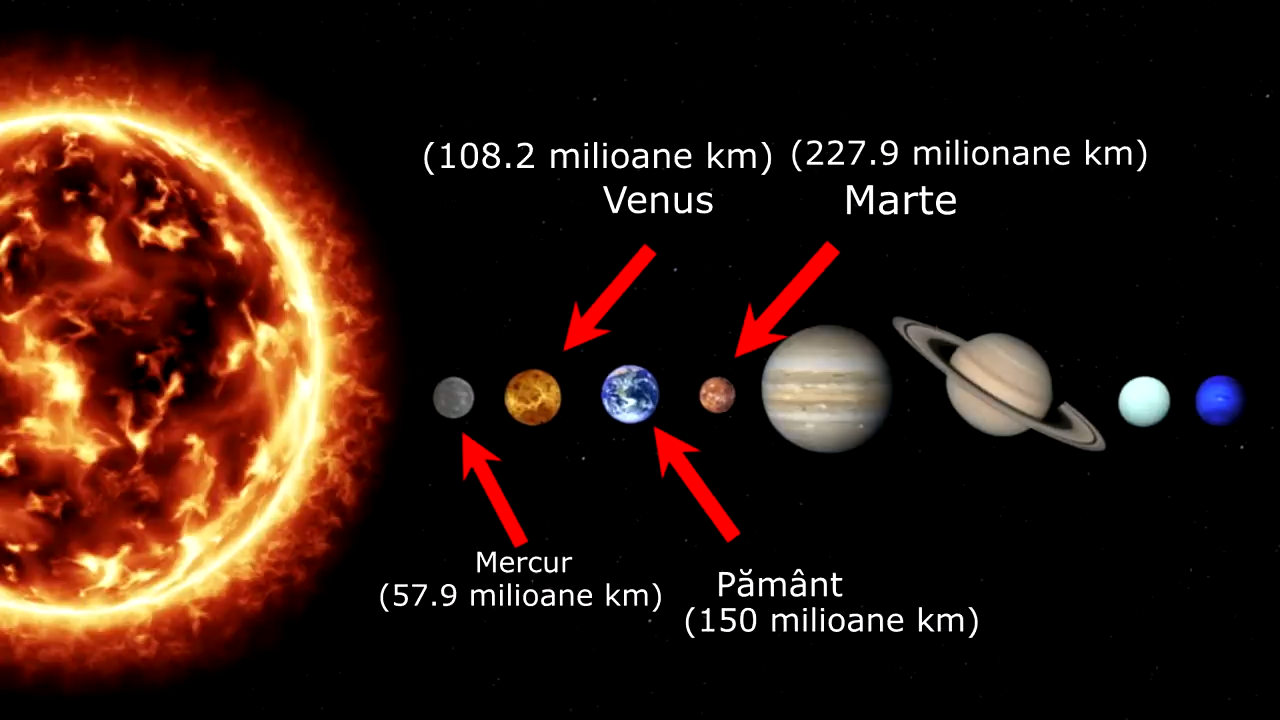 (108.2 milioane km)
Venus
(227.9 milionane km)
Marte
Mercur
(57.9 milioane km)
Pământ
(150 milioane km)